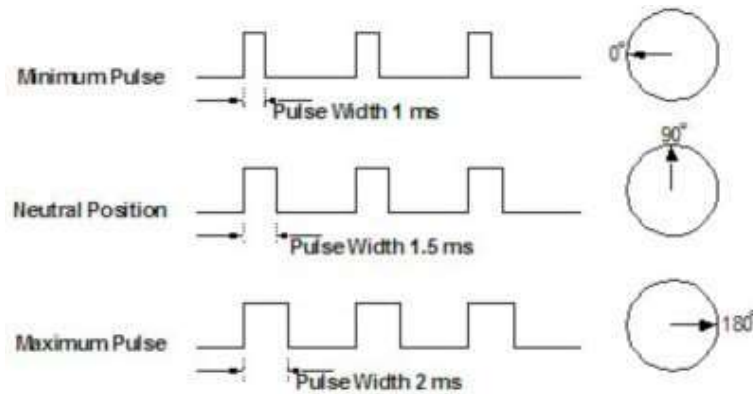 Minimum Pulse
0°
Pulse Width 1 ms
90°
Neutral Position
Pulse Width 1.5 ms
180°
Maximum Pulse
Pulse Width 2 ms